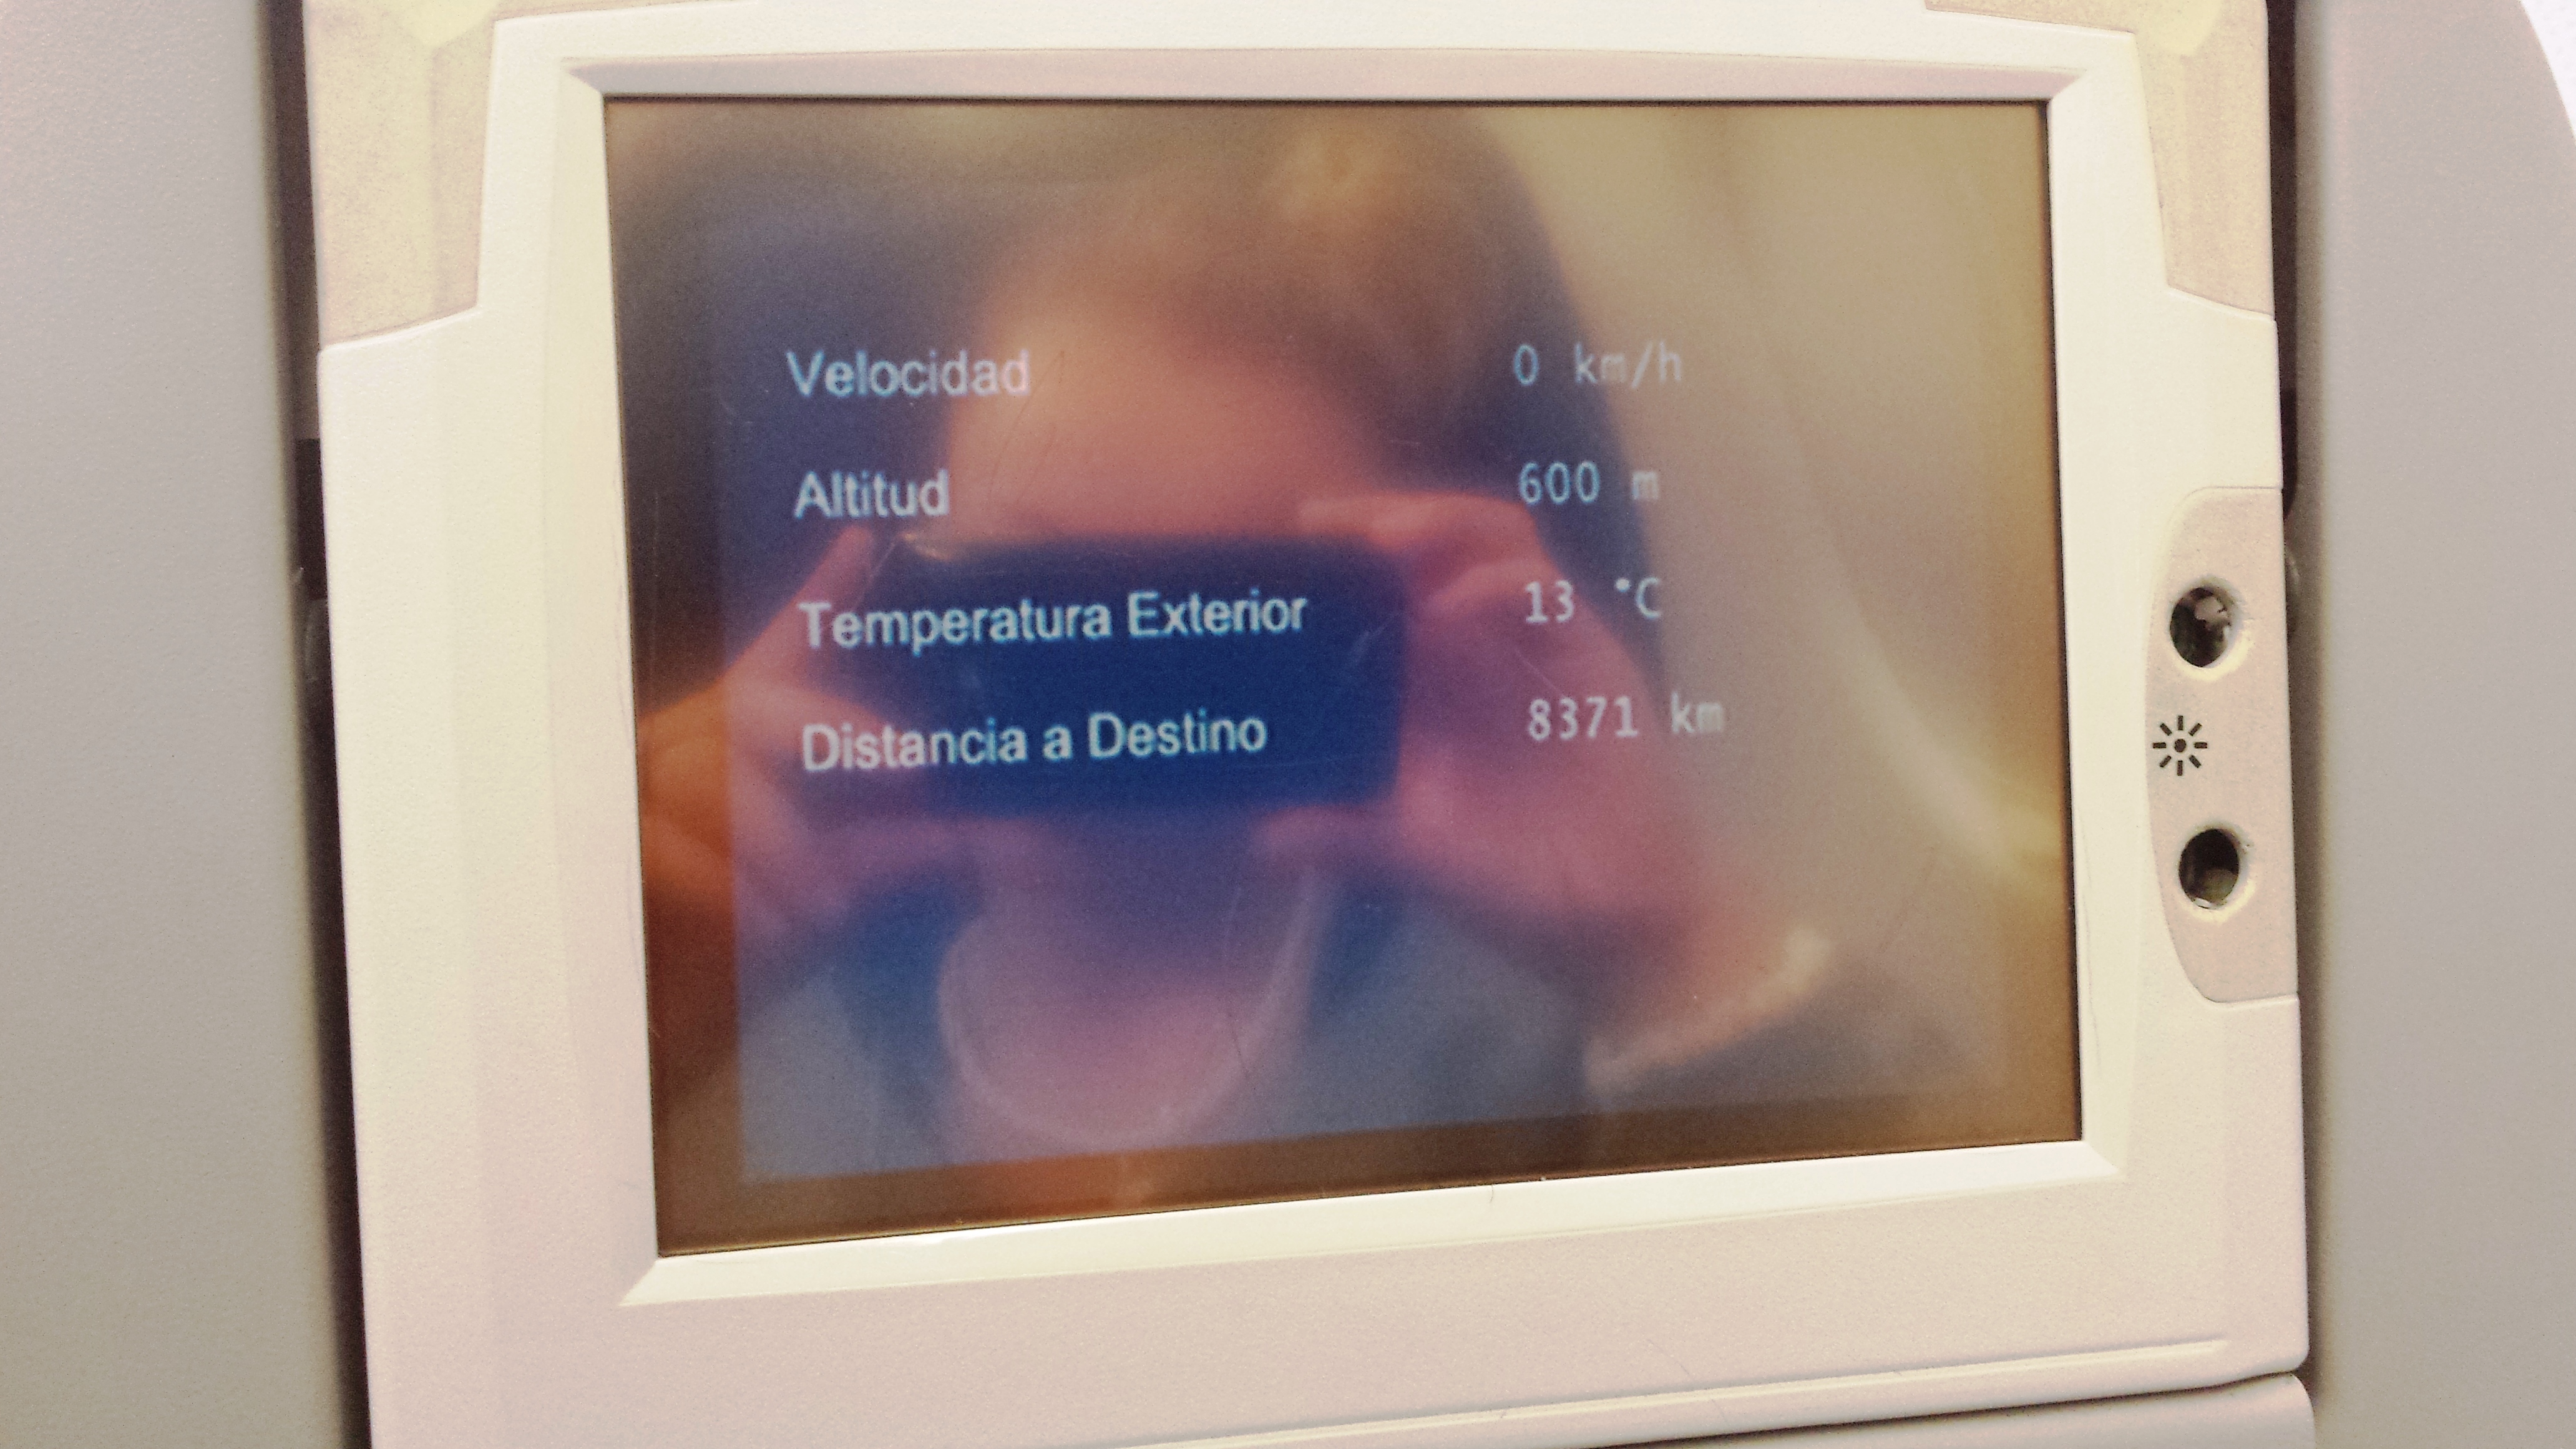 Velocidad 0 km/h
Altitud 600 m
Temperatura Exterior 13 °C
Distancia a Destino 8371 km